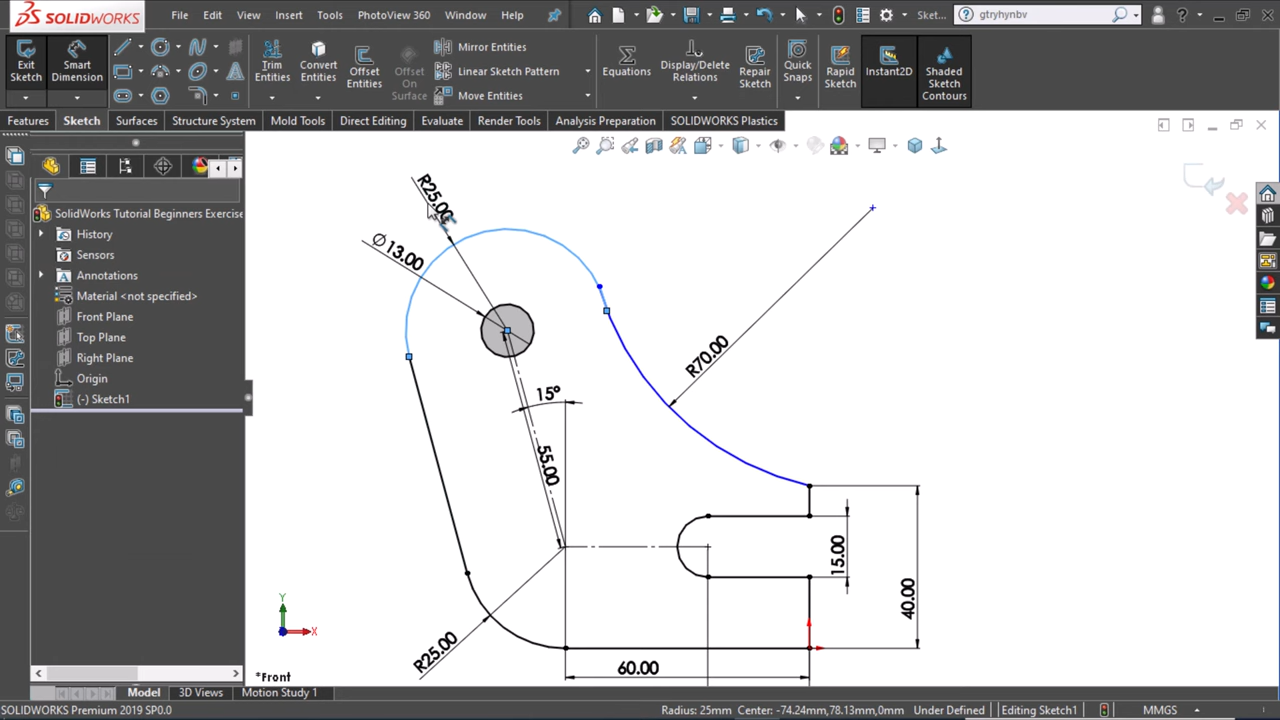 SOLIDWORKS File Edit View Insert Tools PhotoView 360 Window Help Sket... gtryhynbv ?
Exit Sketch Smart Dimension Trim Entities Convert Entities Offset Entities Offset On Surface Mirror Entities Linear Sketch Pattern Move Entities Equations Display/Delete Relations Repair Sketch Quick Snaps Rapid Sketch Instant2D Shaded Sketch Contours
Features Sketch Surfaces Structure System Mold Tools Direct Editing Evaluate Render Tools Analysis Preparation SOLIDWORKS Plastics
SolidWorks Tutorial Beginners Exercise
History
Sensors
Annotations
Material <not specified>
Front Plane
Top Plane
Right Plane
Origin
(-) Sketch1
R25.00
Ø13.00
R70.00
15°
55.00
15.00
40.00
R25.00
60.00
Y
X
*Front
Model 3D Views Motion Study 1
SOLIDWORKS Premium 2019 SP0.0 Radius: 25mm Center: -74.24mm,78.13mm,0mm Under Defined Editing Sketch1 MMGS